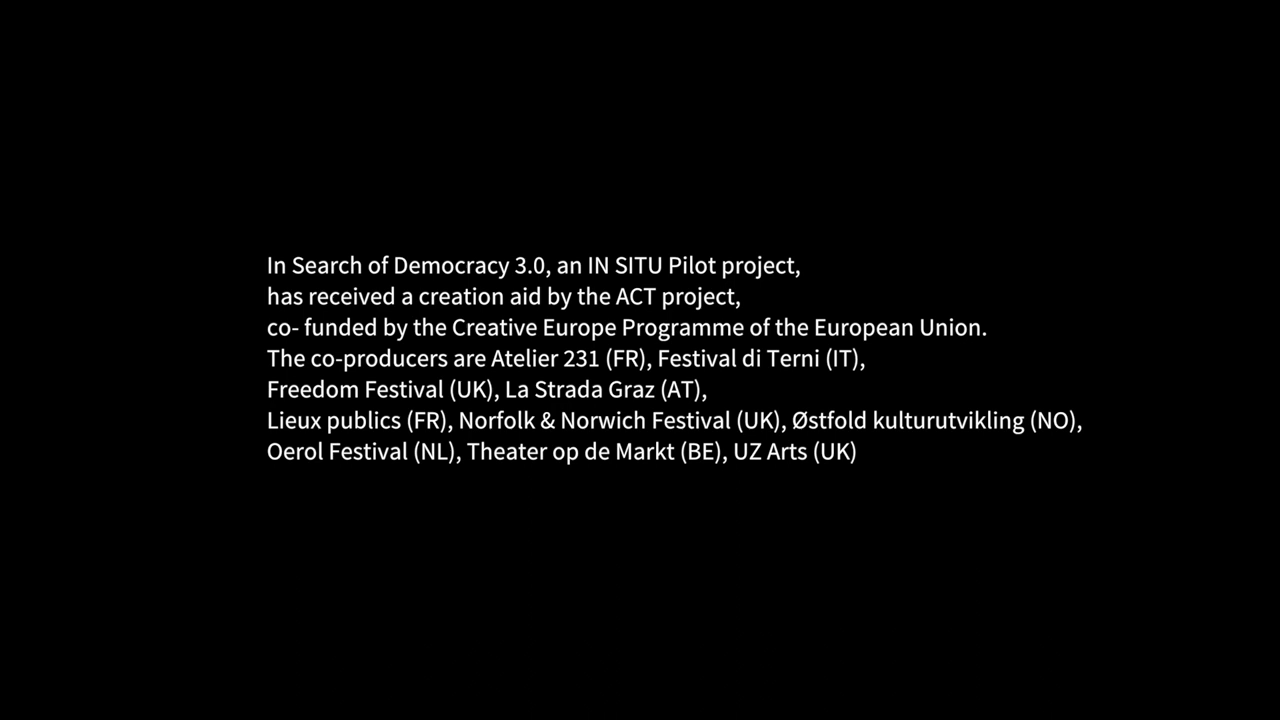 In Search of Democracy 3.0, an IN SITU Pilot project,
has received a creation aid by the ACT project,
co- funded by the Creative Europe Programme of the European Union.
The co-producers are Atelier 231 (FR), Festival di Terni (IT),
Freedom Festival (UK), La Strada Graz (AT),
Lieux publics (FR), Norfolk & Norwich Festival (UK), Østfold kulturutvikling (NO),
Oerol Festival (NL), Theater op de Markt (BE), UZ Arts (UK)